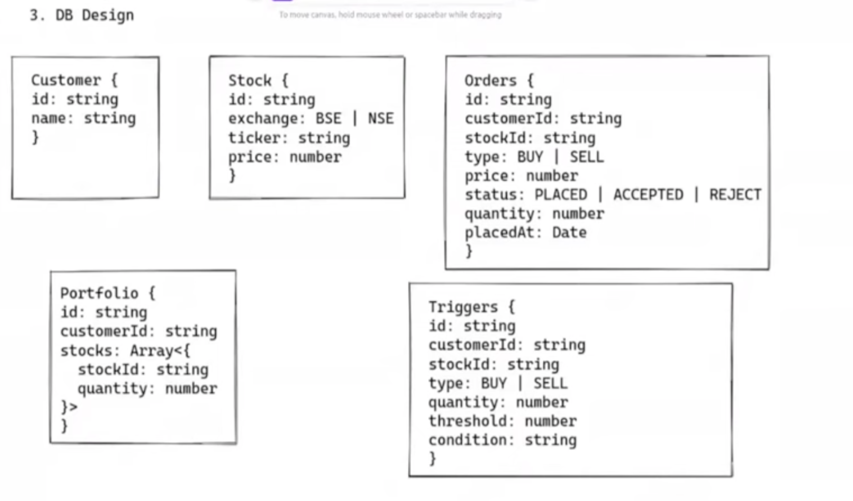 To move canvas, hold mouse wheel or spacebar while dragging
3. DB Design
Customer {
id: string
name: string
}
Stock {
id: string
exchange: BSE | NSE
ticker: string
price: number
}
Orders {
id: string
customerId: string
stockId: string
type: BUY | SELL
price: number
status: PLACED | ACCEPTED | REJECT
quantity: number
placedAt: Date
}
Portfolio {
id: string
customerId: string
stocks: Array<{
stockId: string
quantity: number
}>
}
Triggers {
id: string
customerId: string
stockId: string
type: BUY | SELL
quantity: number
threshold: number
condition: string
}